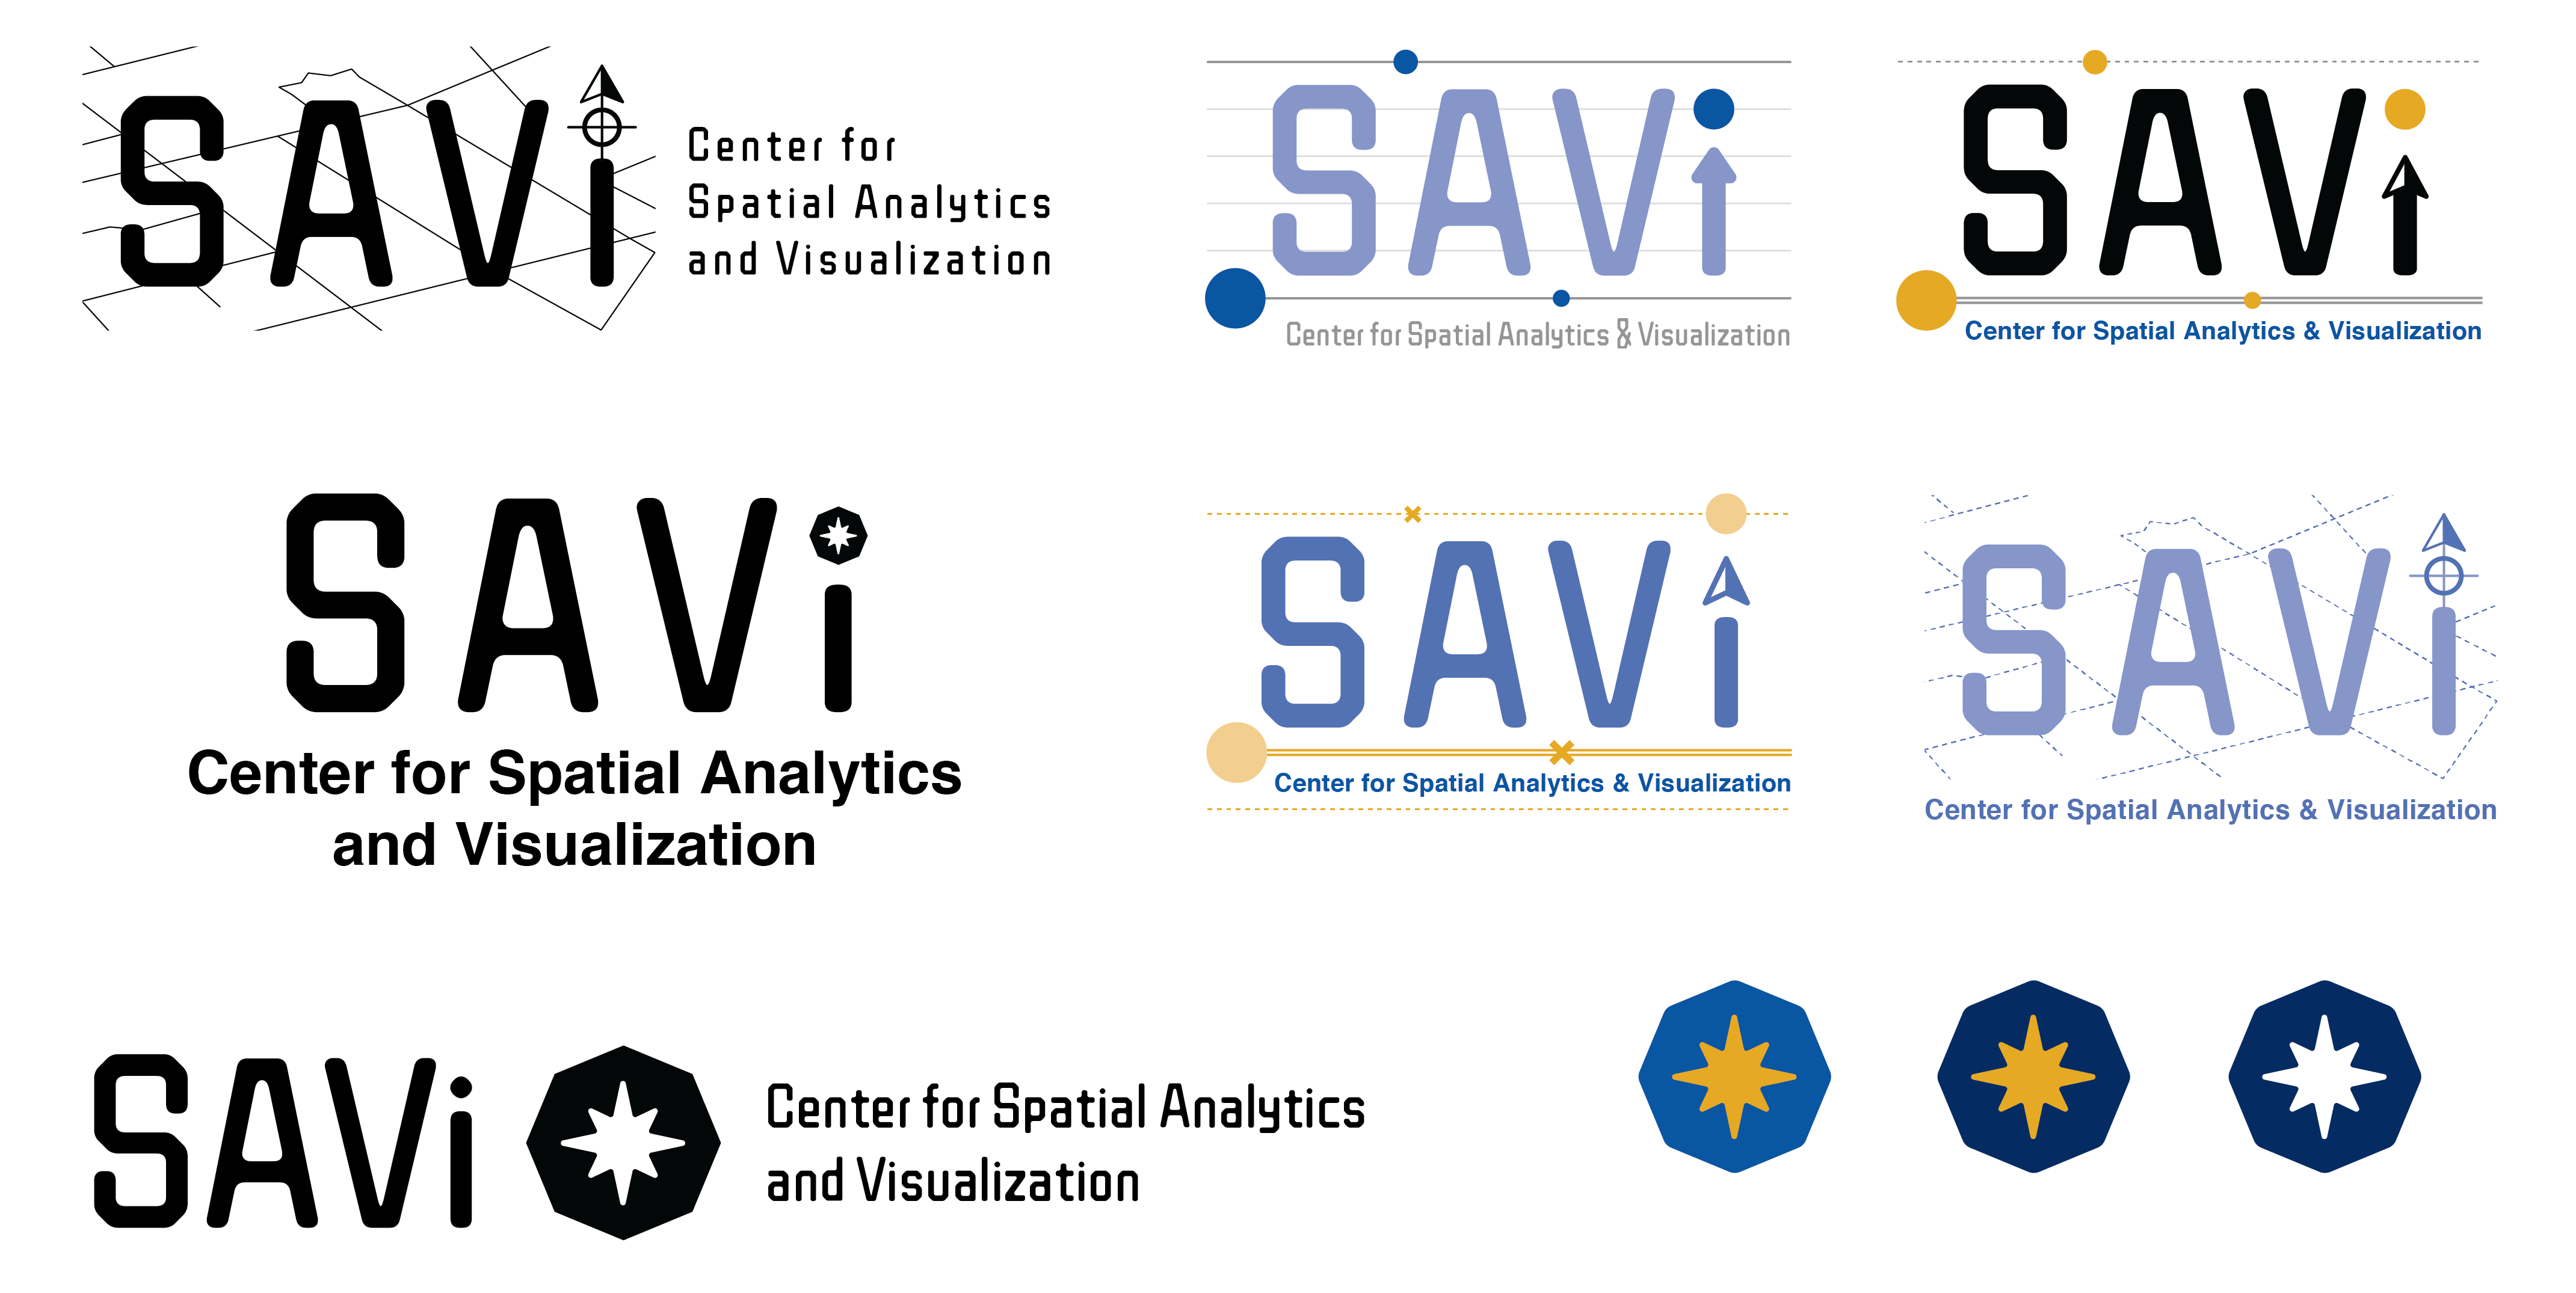 SAVi
Center for
Spatial Analytics
and Visualization
SAVi
Center for Spatial Analytics & Visualization
SAVi
Center for Spatial Analytics & Visualization
SAVi
Center for Spatial Analytics
and Visualization
SAVi
Center for Spatial Analytics & Visualization
SAVi
Center for Spatial Analytics & Visualization
SAVi
Center for Spatial Analytics
and Visualization